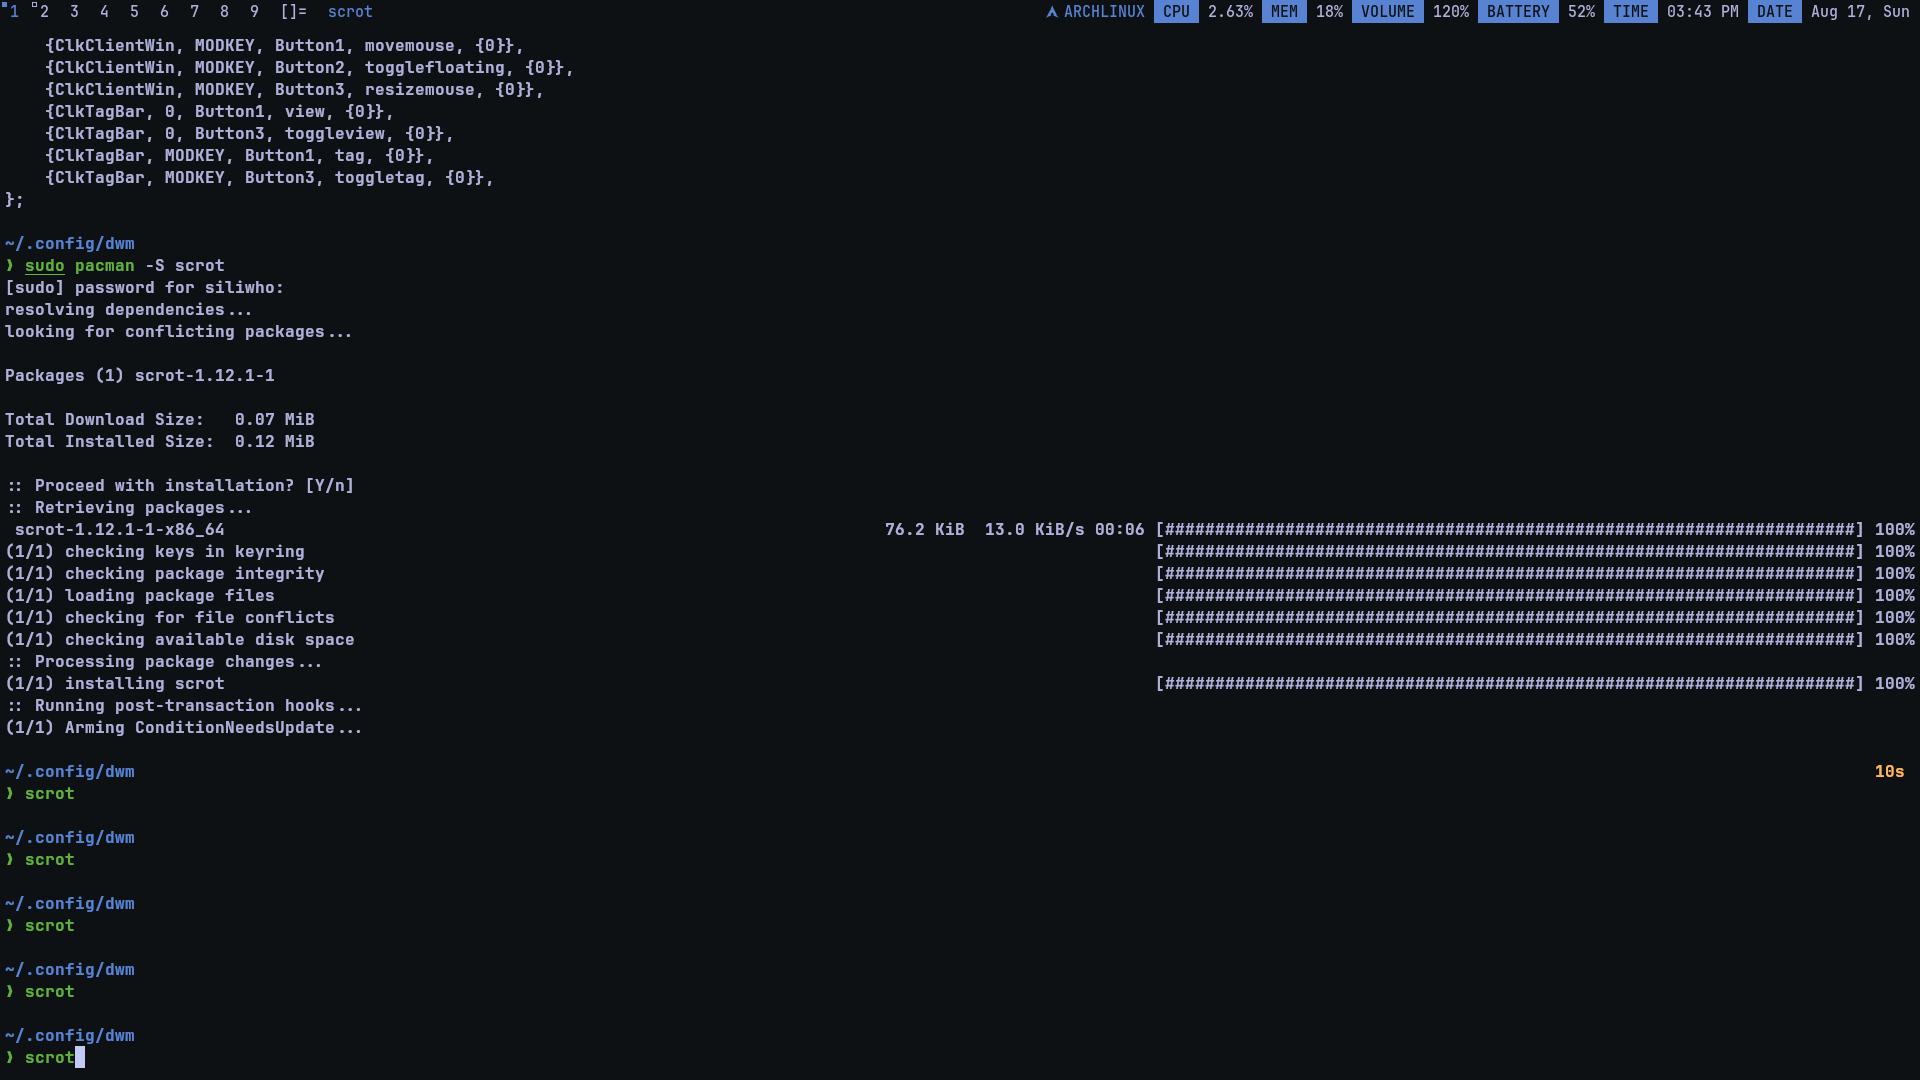 1 2 3 4 5 6 7 8 9 []= scrot ARCHLINUX CPU 2.63% MEM 18% VOLUME 120% BATTERY 52% TIME 03:43 PM DATE Aug 17, Sun
{ClkClientWin, MODKEY, Button1, movemouse, {0}},
{ClkClientWin, MODKEY, Button2, togglefloating, {0}},
{ClkClientWin, MODKEY, Button3, resizemouse, {0}},
{ClkTagBar, 0, Button1, view, {0}},
{ClkTagBar, 0, Button3, toggleview, {0}},
{ClkTagBar, MODKEY, Button1, tag, {0}},
{ClkTagBar, MODKEY, Button3, toggletag, {0}},
};
~/.config/dwm
❱ sudo pacman -S scrot
[sudo] password for siliwho:
resolving dependencies...
looking for conflicting packages...
Packages (1) scrot-1.12.1-1
Total Download Size:   0.07 MiB
Total Installed Size:  0.12 MiB
:: Proceed with installation? [Y/n]
:: Retrieving packages...
scrot-1.12.1-1-x86_64 76.2 KiB  13.0 KiB/s 00:06 [#####################################################################] 100%
(1/1) checking keys in keyring [#####################################################################] 100%
(1/1) checking package integrity [#####################################################################] 100%
(1/1) loading package files [#####################################################################] 100%
(1/1) checking for file conflicts [#####################################################################] 100%
(1/1) checking available disk space [#####################################################################] 100%
:: Processing package changes...
(1/1) installing scrot [#####################################################################] 100%
:: Running post-transaction hooks...
(1/1) Arming ConditionNeedsUpdate...
~/.config/dwm 10s
❱ scrot
~/.config/dwm
❱ scrot
~/.config/dwm
❱ scrot
~/.config/dwm
❱ scrot
~/.config/dwm
❱ scrot